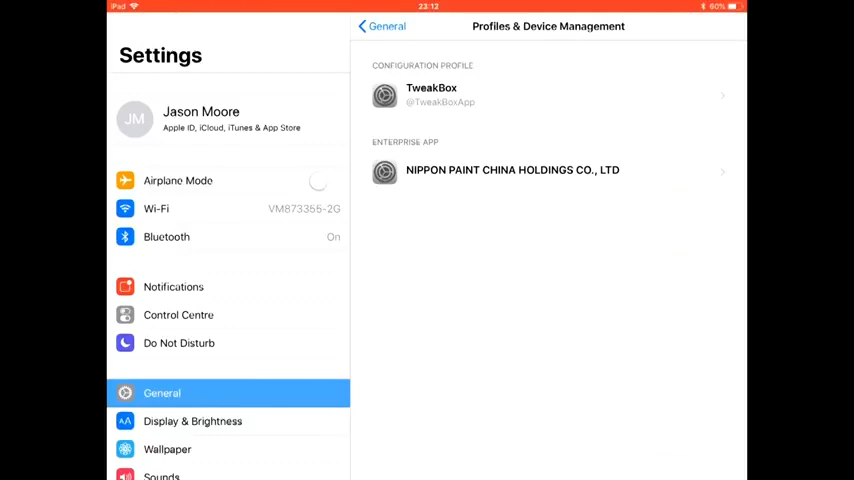 iPad
23:12
60%
Settings
General
Profiles & Device Management
JM
Jason Moore
Apple ID, iCloud, iTunes & App Store
Airplane Mode
Wi-Fi
VM873355-2G
Bluetooth
On
Notifications
Control Centre
Do Not Disturb
General
Display & Brightness
AA
Wallpaper
Sounds
CONFIGURATION PROFILE
TweakBox
@TweakBoxApp
ENTERPRISE APP
NIPPON PAINT CHINA HOLDINGS CO., LTD